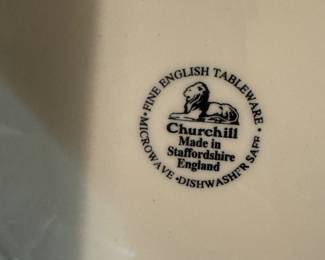 • FINE ENGLISH TABLEWARE •
Churchill
Made in
Staffordshire
England
MICROWAVE • DISHWASHER SAFE